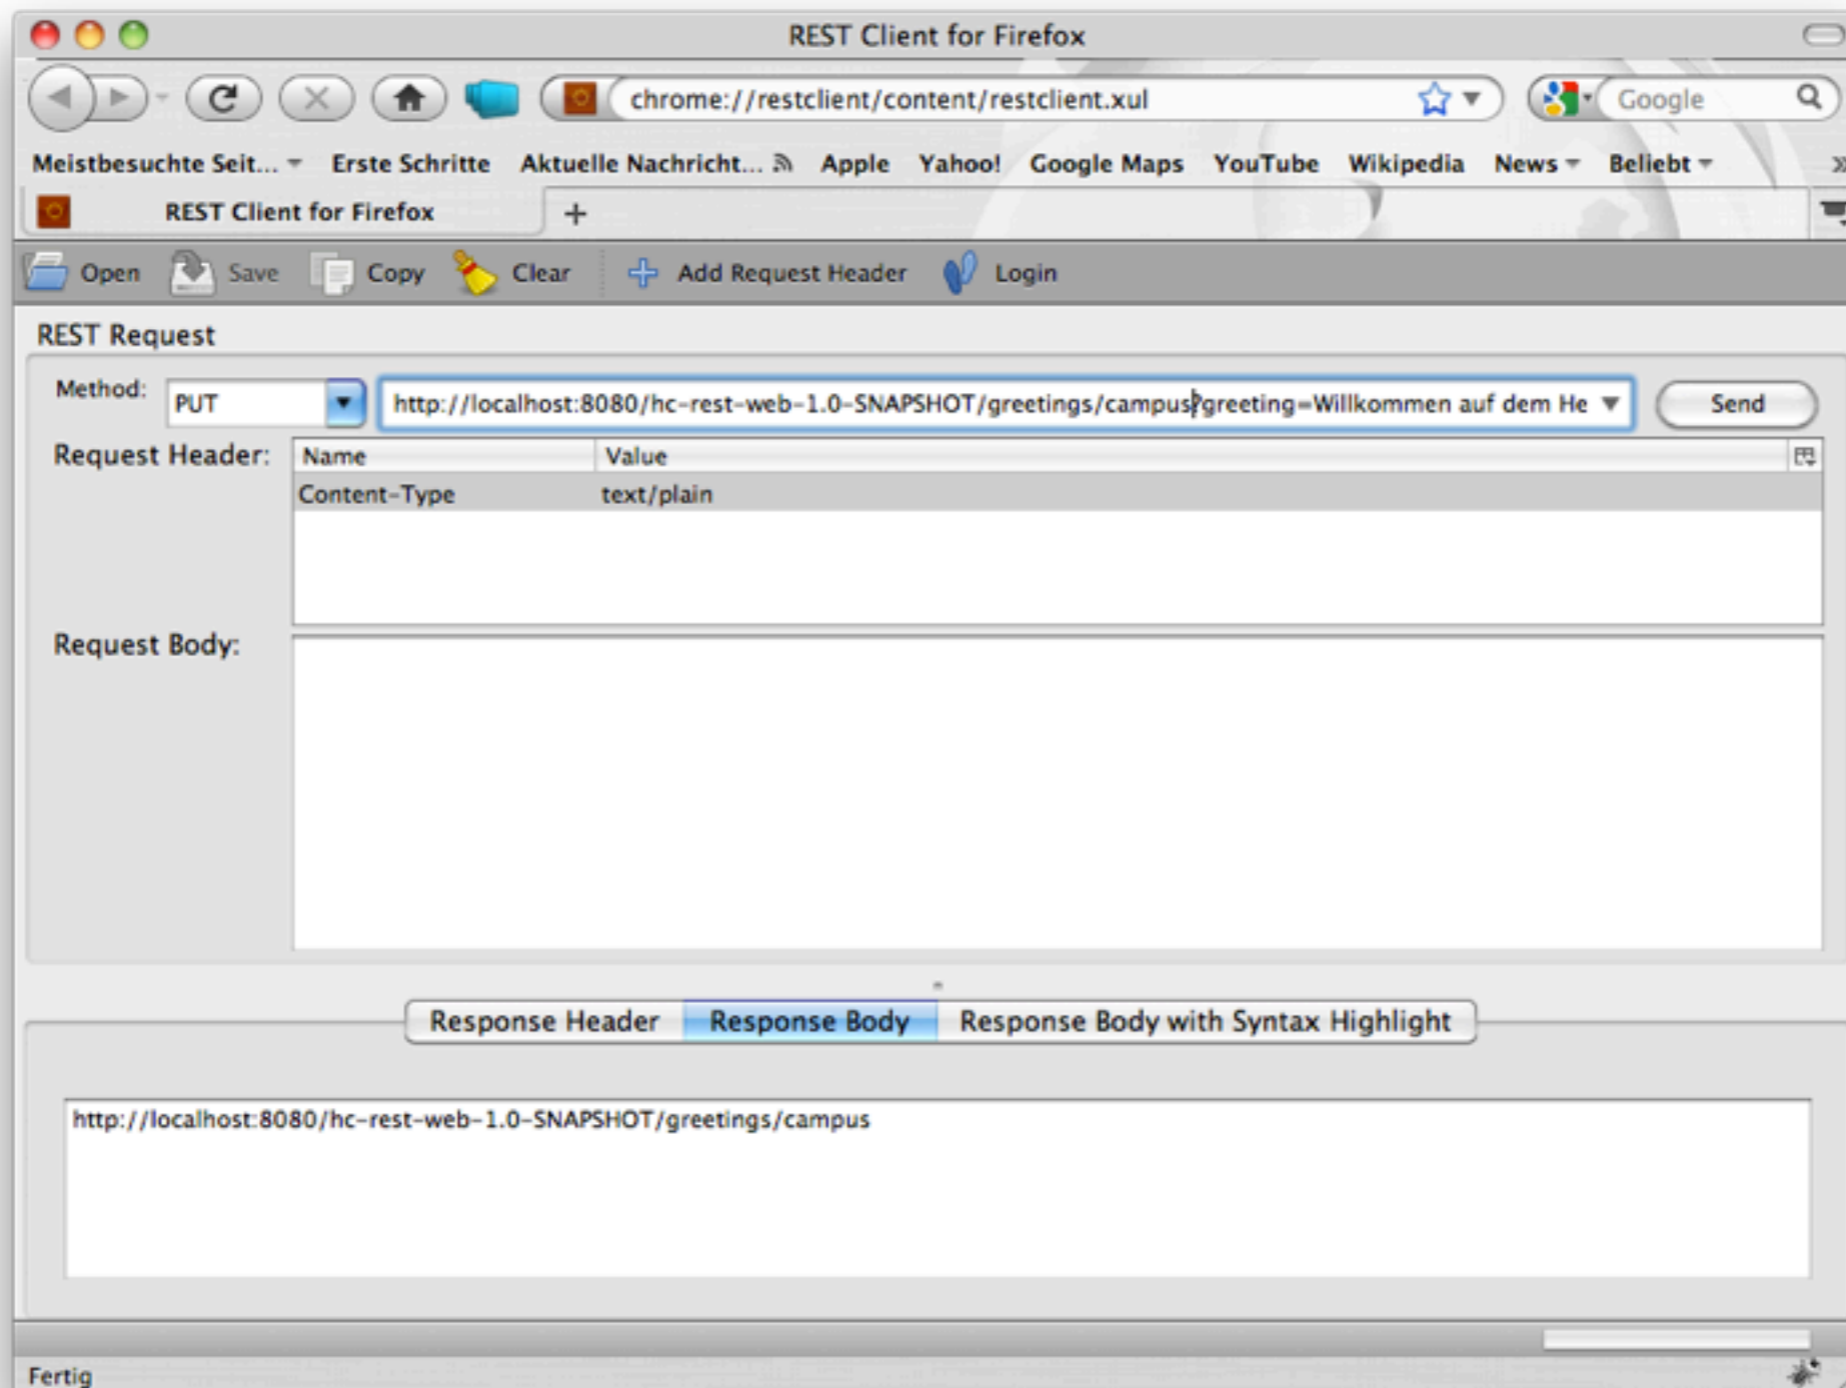 REST Client for Firefox
chrome://restclient/content/restclient.xul Google
Meistbesuchte Seit... Erste Schritte Aktuelle Nachricht... Apple Yahoo! Google Maps YouTube Wikipedia News Beliebt »
REST Client for Firefox +
Open Save Copy Clear Add Request Header Login
REST Request
Method: PUT http://localhost:8080/hc-rest-web-1.0-SNAPSHOT/greetings/campus?greeting=Willkommen auf dem He Send
Request Header: Name Value
Content-Type text/plain
Request Body:
Response Header Response Body Response Body with Syntax Highlight
http://localhost:8080/hc-rest-web-1.0-SNAPSHOT/greetings/campus
Fertig